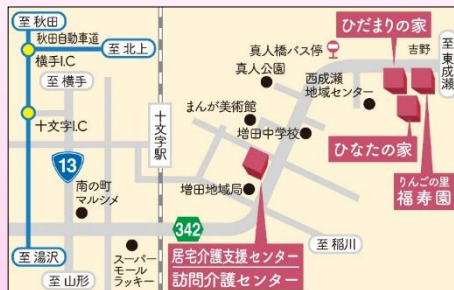 至 秋田
秋田自動車道
至 北上
横手I.C
至 横手
十文字I.C
13
南の町
マルシメ
至 湯沢
至 山形
スーパー
モール
ラッキー
十文字駅
342
真人橋バス停
真人公園
まんが美術館
増田中学校
増田地域局
西成瀬
地域センター
ひだまりの家
吉野
至 東成瀬
ひなたの家
りんごの里
福寿園
居宅介護支援センター
訪問介護センター
至 稲川